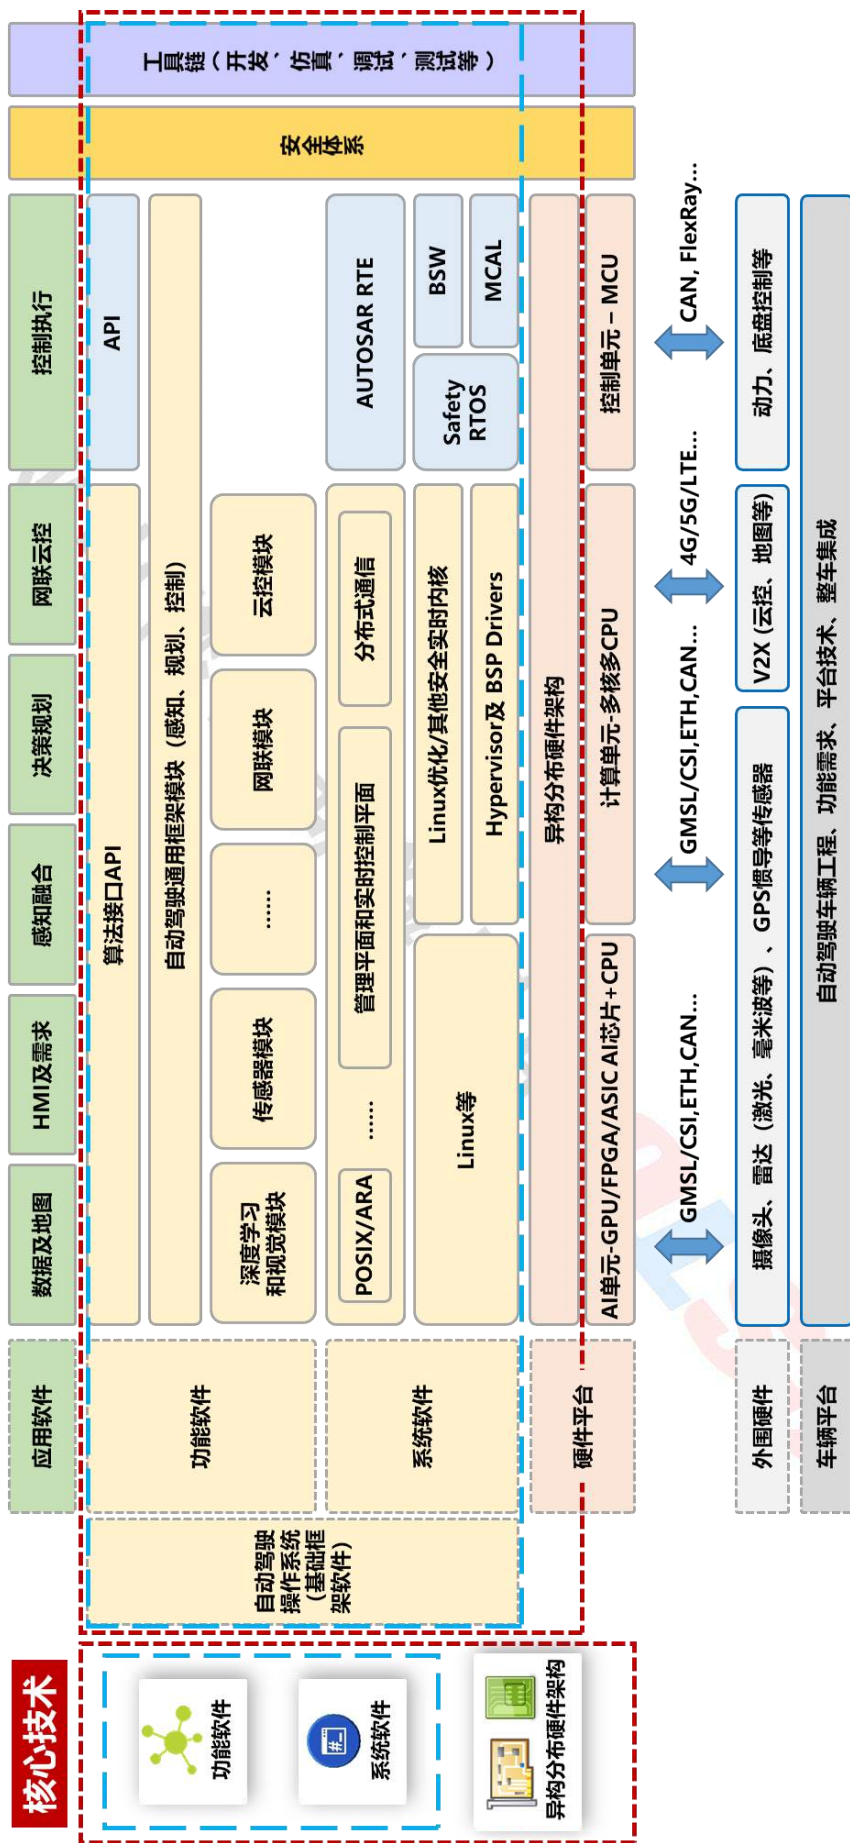 核心技术
功能软件
系统软件
异构分布硬件架构
自动驾驶
操作系统
(基础框
架软件)
应用软件
数据及地图
HMI及需求
感知融合
决策规划
网联云控
控制执行
功能软件
算法接口API
API
自动驾驶通用框架模块 (感知、规划、控制)
深度学习
和视觉模块
传感器模块
……
网联模块
云控模块
系统软件
POSIX/ARA
……
管理平面和实时控制平面
分布式通信
AUTOSAR RTE
Linux等
Linux优化/其他安全实时内核
Hypervisor及 BSP Drivers
Safety
RTOS
BSW
MCAL
硬件平台
异构分布硬件架构
AI单元-GPU/FPGA/ASIC AI芯片+CPU
计算单元-多核多CPU
控制单元 – MCU
安全体系
工具链(开发、仿真、调试、测试等)
GMSL/CSI,ETH,CAN...
GMSL/CSI,ETH,CAN...
4G/5G/LTE...
CAN, FlexRay...
外围硬件
摄像头、雷达 (激光、毫米波等) 、GPS惯导等传感器
V2X (云控、地图等)
动力、底盘控制等
车辆平台
自动驾驶车辆工程、功能需求、平台技术、整车集成